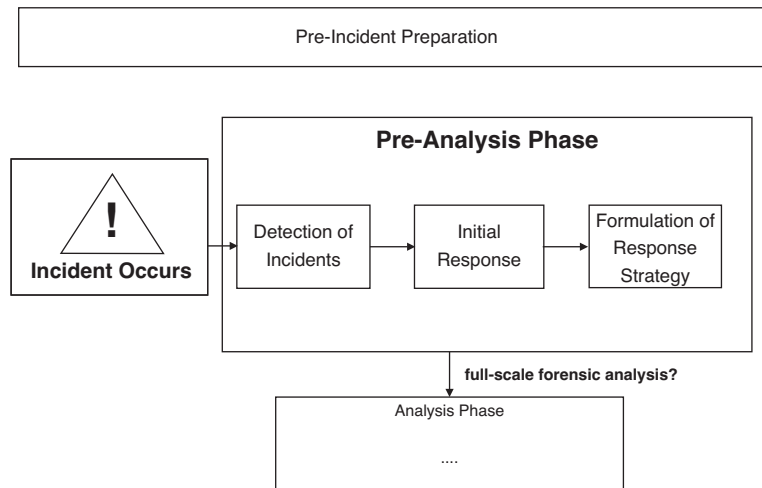 Pre-Incident Preparation
Pre-Analysis Phase
!
Incident Occurs
Detection of
Incidents
Initial
Response
Formulation of
Response
Strategy
full-scale forensic analysis?
Analysis Phase
....